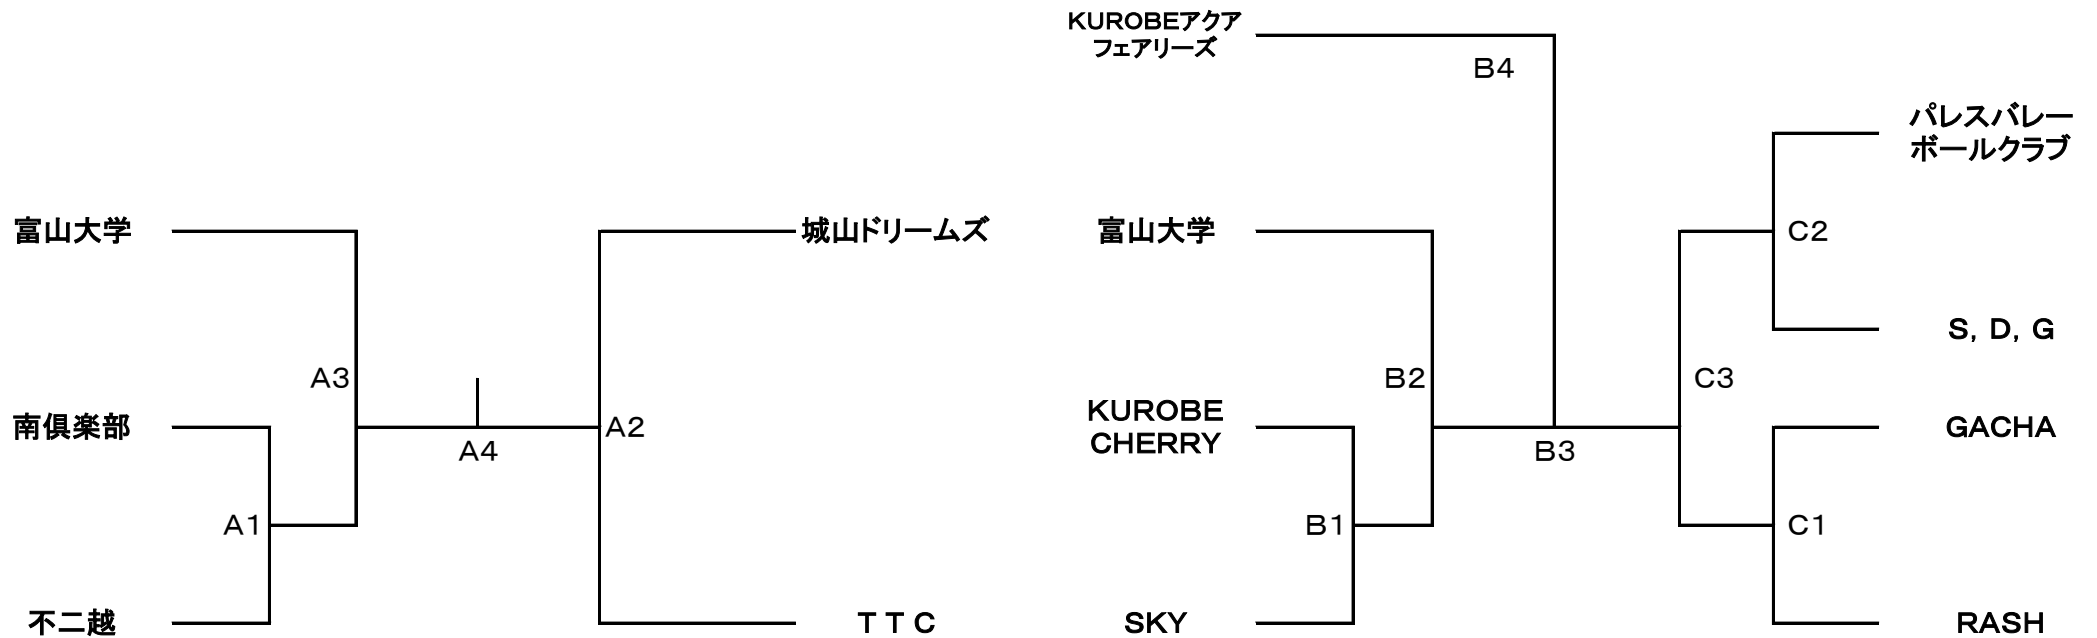 KUROBEアクア
フェアリーズ
B4
パレスバレー
ボールクラブ
富山大学
城山ドリームズ
富山大学
C2
S, D, G
A3
B2
C3
南倶楽部
A2
KUROBE
CHERRY
GACHA
A4
B3
A1
B1
C1
不二越
TTC
SKY
RASH